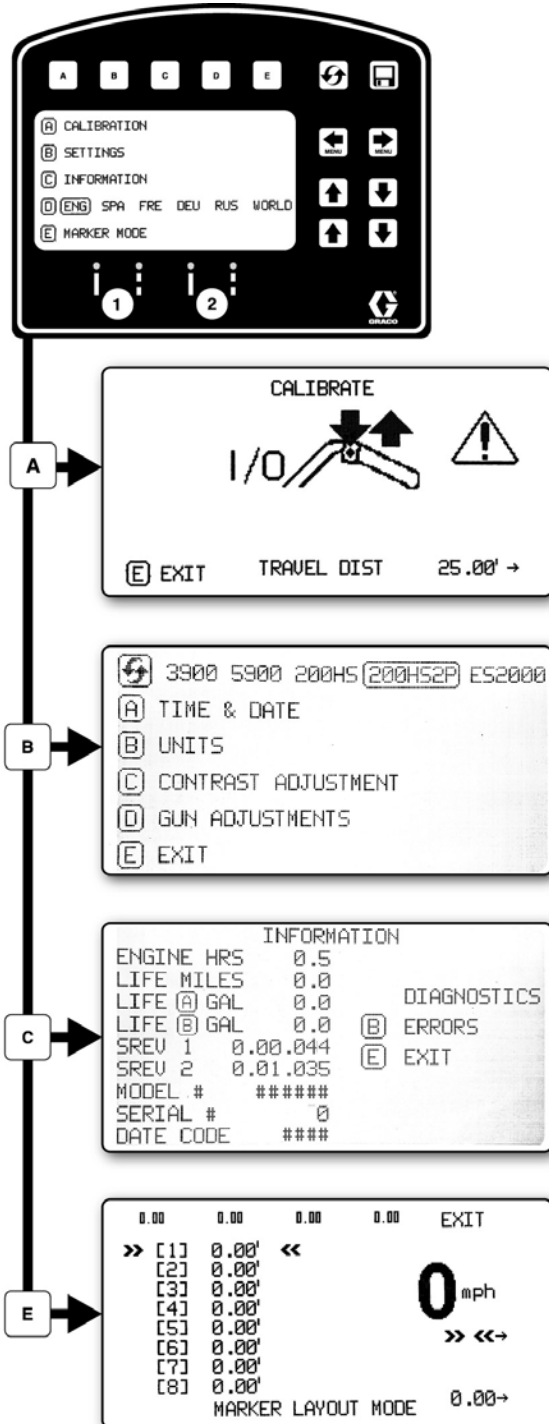 A B C D E
A CALIBRATION
B SETTINGS
C INFORMATION
D ENG SPA FRE DEU RUS WORLD
E MARKER MODE
MENU MENU
1 2
GRACO
A
CALIBRATE
I/O
E EXIT TRAVEL DIST 25.00' →
B
3900 5900 200HS 200HS2P ES2000
A TIME & DATE
B UNITS
C CONTRAST ADJUSTMENT
D GUN ADJUSTMENTS
E EXIT
C
INFORMATION
ENGINE HRS 0.5
LIFE MILES 0.0
LIFE A GAL 0.0 DIAGNOSTICS
LIFE B GAL 0.0 B ERRORS
SREV 1 0.00.044 E EXIT
SREV 2 0.01.035
MODEL # ######
SERIAL # 0
DATE CODE ####
E
0.00 0.00 0.00 0.00 EXIT
>> [1] 0.00' <<
[2] 0.00'
[3] 0.00'
[4] 0.00'
[5] 0.00'
[6] 0.00'
[7] 0.00'
[8] 0.00'
0 mph
>> <<→
MARKER LAYOUT MODE 0.00→